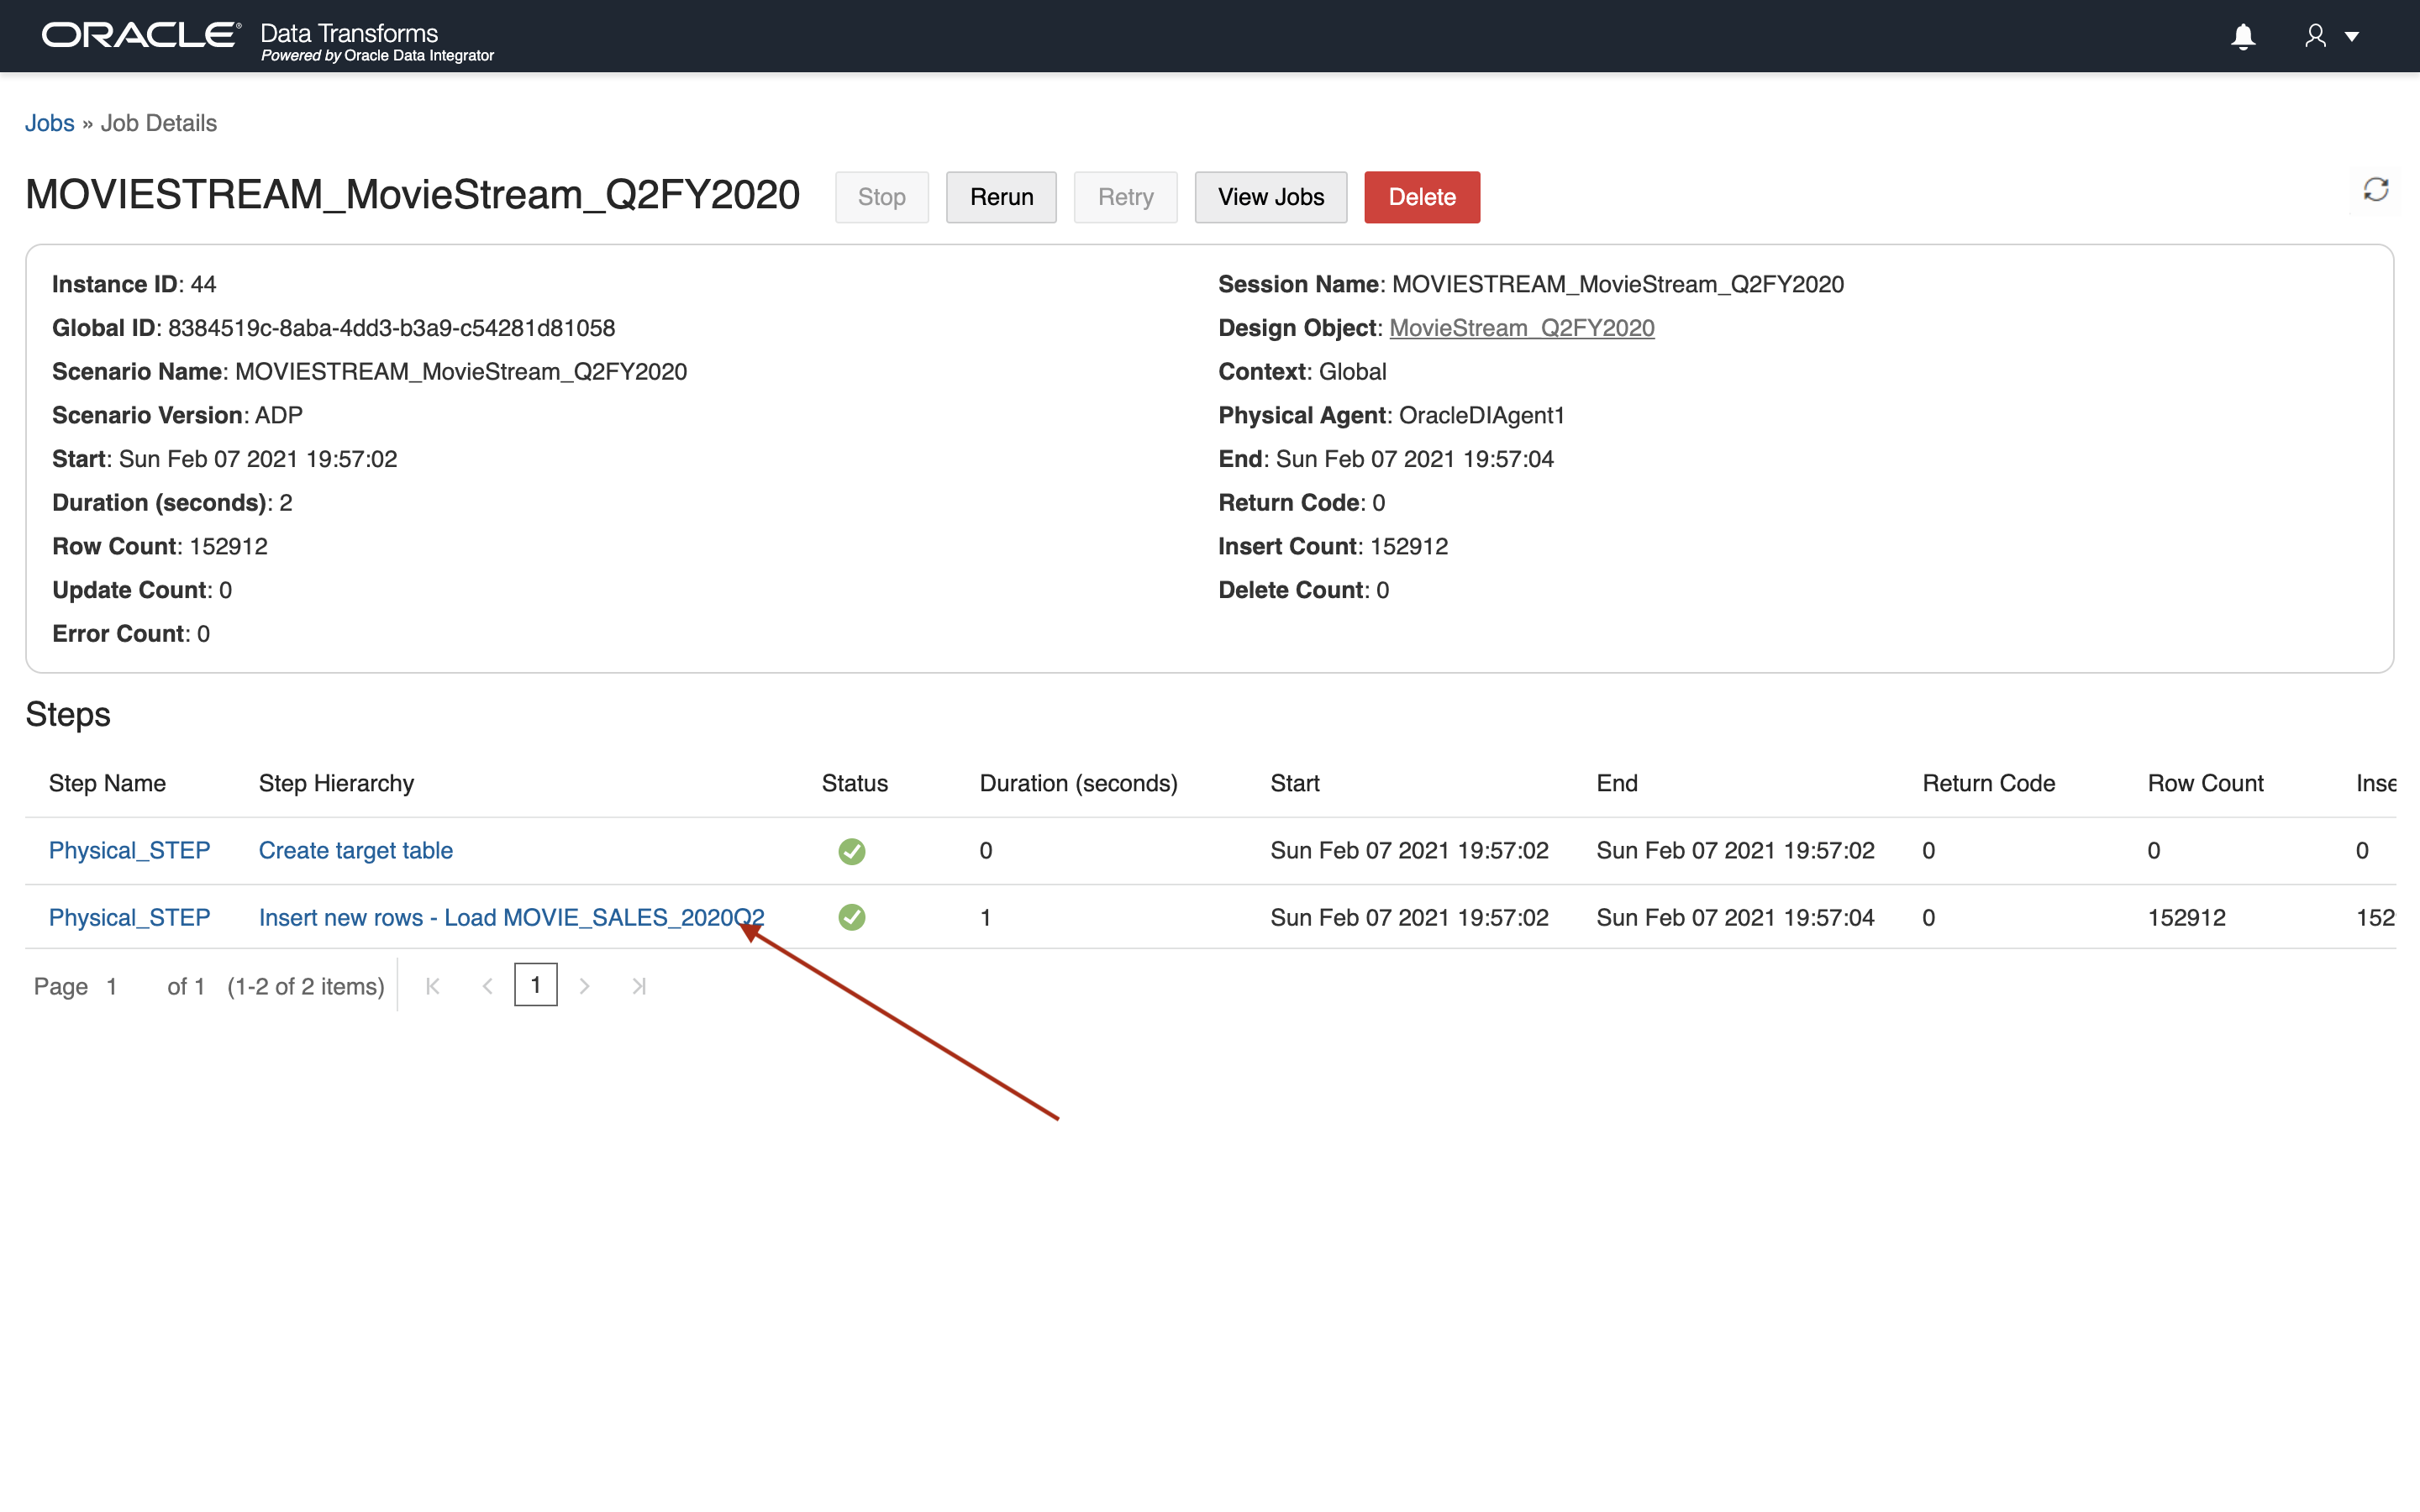 ORACLE® Data Transforms
Powered by Oracle Data Integrator
Jobs » Job Details
MOVIESTREAM_MovieStream_Q2FY2020 Stop Rerun Retry View Jobs Delete
Instance ID: 44
Global ID: 8384519c-8aba-4dd3-b3a9-c54281d81058
Scenario Name: MOVIESTREAM_MovieStream_Q2FY2020
Scenario Version: ADP
Start: Sun Feb 07 2021 19:57:02
Duration (seconds): 2
Row Count: 152912
Update Count: 0
Error Count: 0
Session Name: MOVIESTREAM_MovieStream_Q2FY2020
Design Object: MovieStream_Q2FY2020
Context: Global
Physical Agent: OracleDIAgent1
End: Sun Feb 07 2021 19:57:04
Return Code: 0
Insert Count: 152912
Delete Count: 0
Steps
Step Name Step Hierarchy Status Duration (seconds) Start End Return Code Row Count Inse
Physical_STEP Create target table 0 Sun Feb 07 2021 19:57:02 Sun Feb 07 2021 19:57:02 0 0 0
Physical_STEP Insert new rows - Load MOVIE_SALES_2020Q2 1 Sun Feb 07 2021 19:57:02 Sun Feb 07 2021 19:57:04 0 152912 152
Page 1 of 1 (1-2 of 2 items) 1